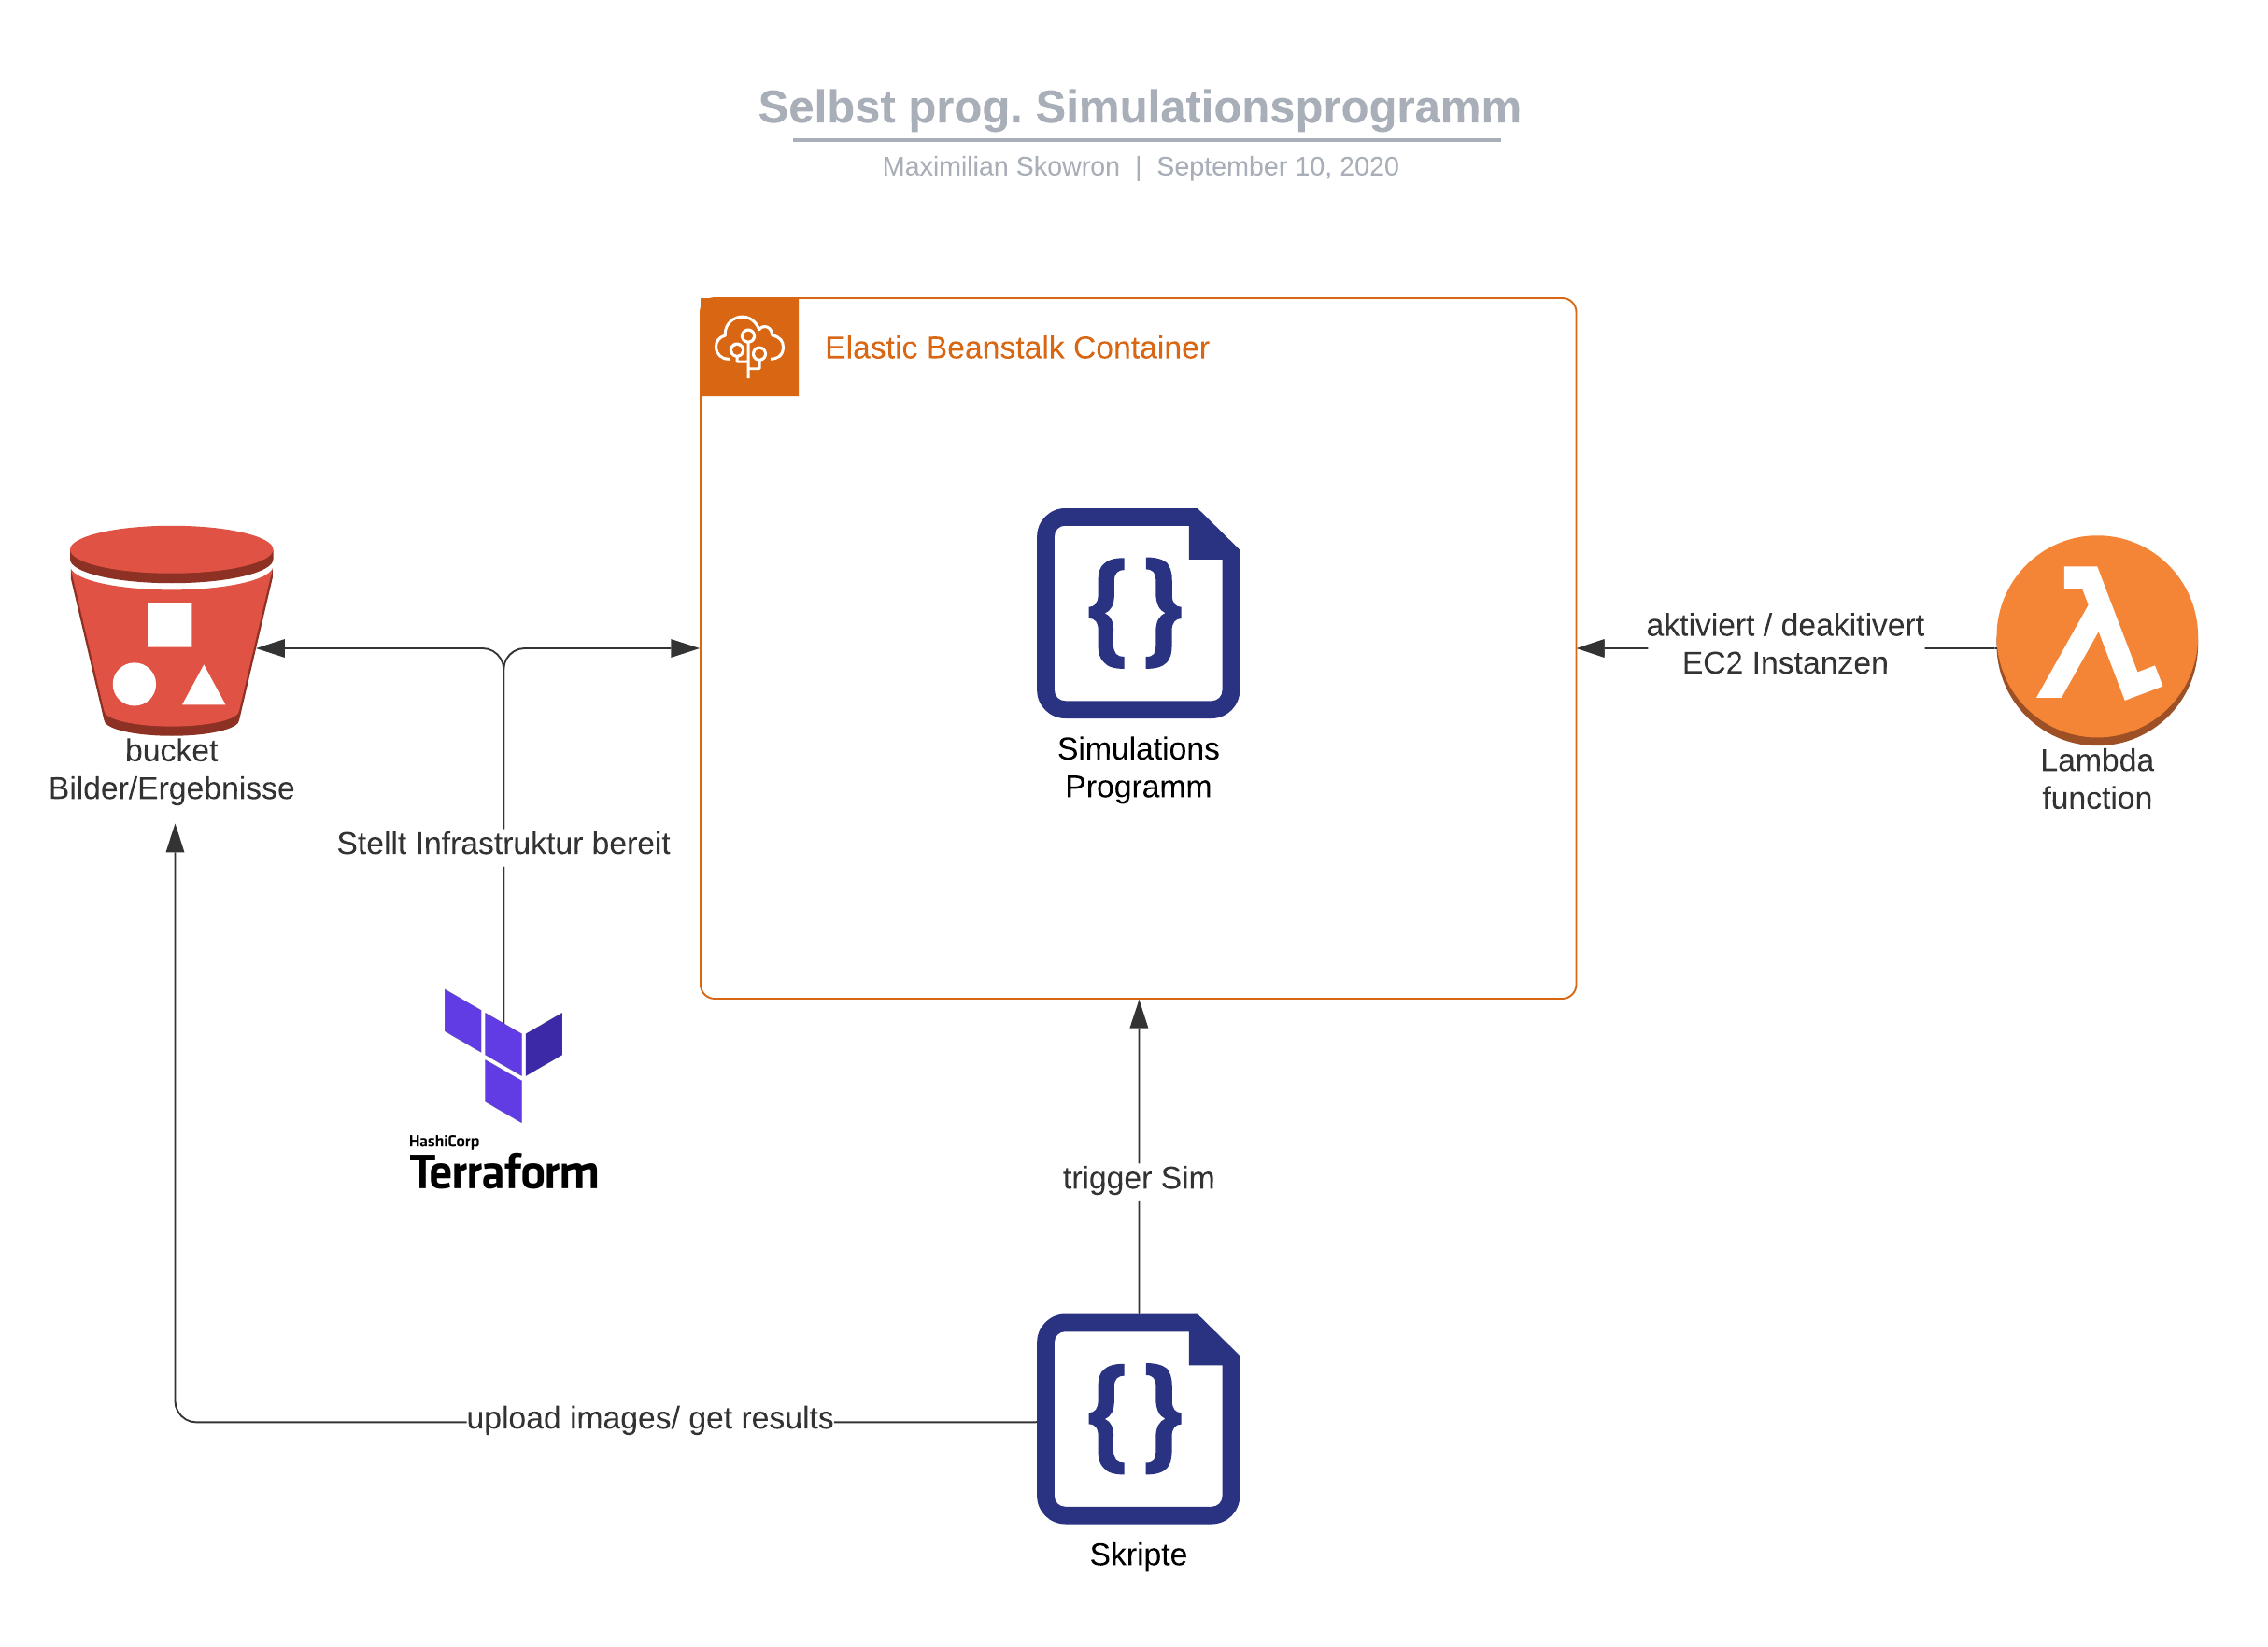 Selbst prog. Simulationsprogramm
Maximilian Skowron | September 10, 2020
Elastic Beanstalk Container
Simulations
Programm
bucket
Bilder/Ergebnisse
aktiviert / deakitivert
EC2 Instanzen
Lambda
function
Stellt Infrastruktur bereit
HashiCorp
Terraform
trigger Sim
upload images/ get results
Skripte